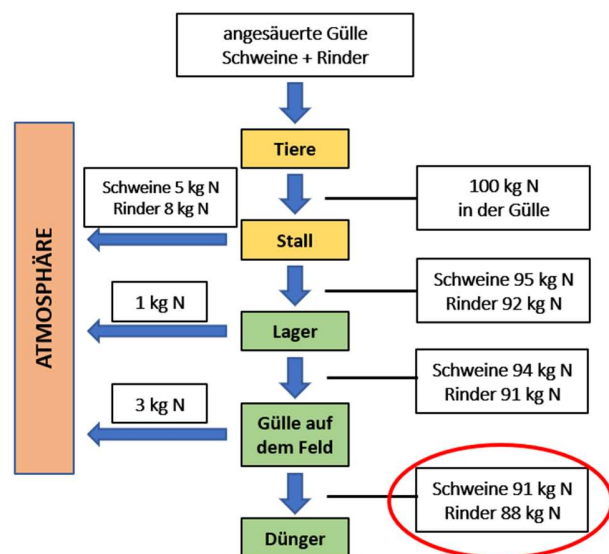 angesäuerte Gülle
Schweine + Rinder
Tiere
100 kg N
in der Gülle
Schweine 5 kg N
Rinder 8 kg N
Stall
ATMOSPHÄRE
Schweine 95 kg N
Rinder 92 kg N
1 kg N
Lager
Schweine 94 kg N
Rinder 91 kg N
3 kg N
Gülle auf
dem Feld
Schweine 91 kg N
Rinder 88 kg N
Dünger